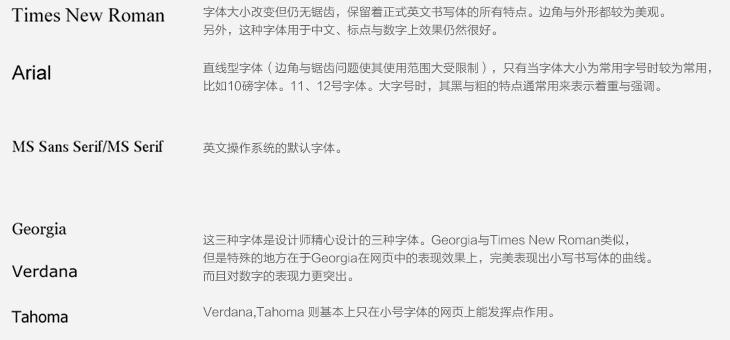 Times New Roman
字体大小改变但仍无锯齿，保留着正式英文书写体的所有特点。边角与外形都较为美观。
另外，这种字体用于中文、标点与数字上效果仍然很好。
Arial
直线型字体（边角与锯齿问题使其使用范围大受限制），只有当字体大小为常用字号时较为常用，
比如10磅字体。11、12号字体。大字号时，其黑与粗的特点通常用来表示着重与强调。
MS Sans Serif/MS Serif
英文操作系统的默认字体。
Georgia
这三种字体是设计师精心设计的三种字体。Georgia与Times New Roman类似，
但是特殊的地方在于Georgia在网页中的表现效果上，完美表现出小写书写体的曲线。
而且对数字的表现力更突出。
Verdana
Tahoma
Verdana,Tahoma 则基本上只在小号字体的网页上能发挥点作用。